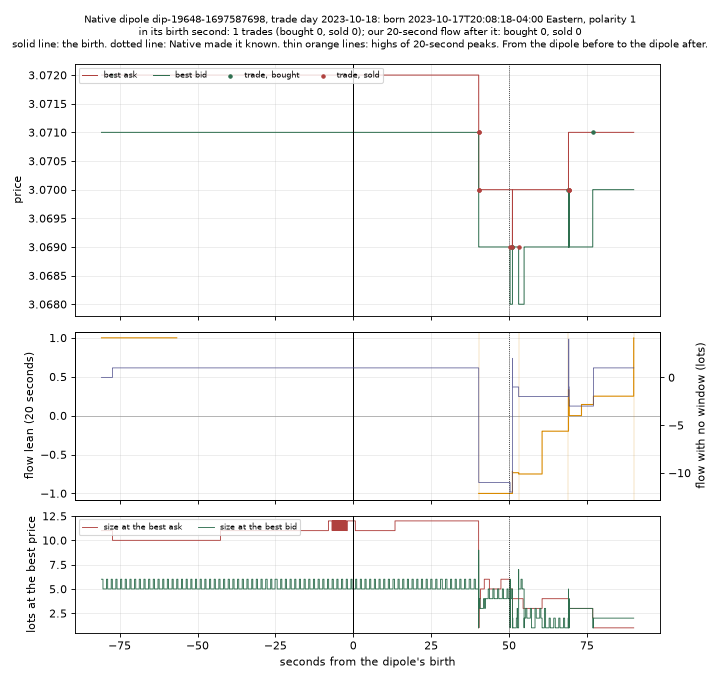 Native dipole dip-19648-1697587698, trade day 2023-10-18: born 2023-10-17T20:08:18-04:00 Eastern, polarity 1
in its birth second: 1 trades (bought 0, sold 0); our 20-second flow after it: bought 0, sold 0
solid line: the birth. dotted line: Native made it known. thin orange lines: highs of 20-second peaks. From the dipole before to the dipole after.
best ask best bid trade, bought trade, sold
3.0720
3.0715
3.0710
3.0705
3.0700
3.0695
3.0690
3.0685
3.0680
price
1.0
0.5
0.0
−0.5
−1.0
flow lean (20 seconds)
0
−5
−10
flow with no window (lots)
size at the best ask size at the best bid
12.5
10.0
7.5
5.0
2.5
lots at the best price
−75 −50 −25 0 25 50 75
seconds from the dipole's birth